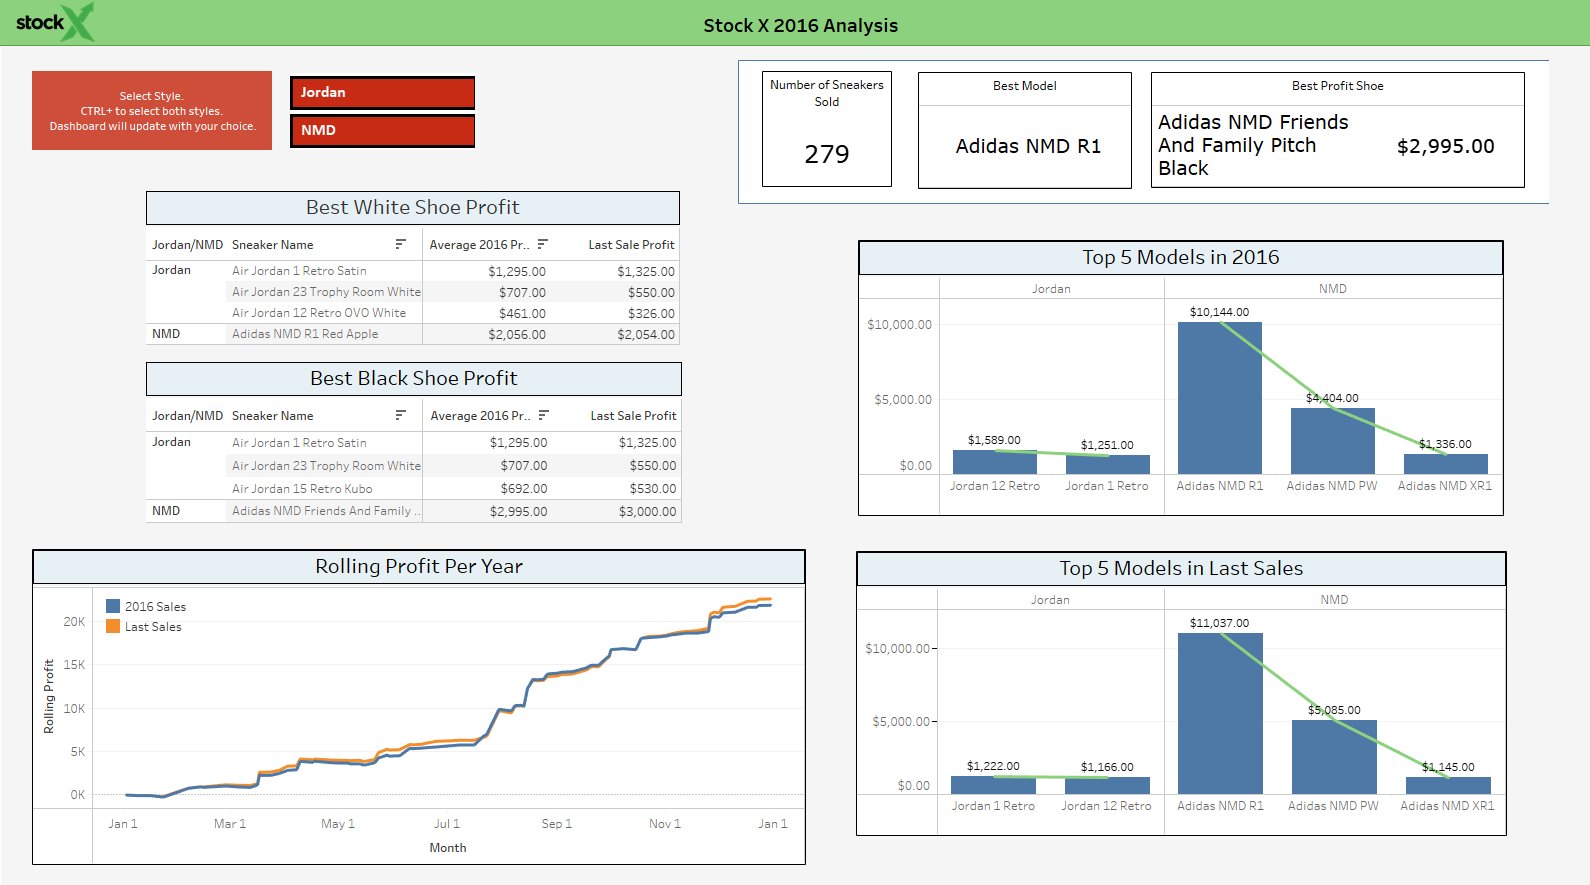 stockX
Stock X 2016 Analysis
Select Style.
CTRL+ to select both styles.
Dashboard will update with your choice.
Jordan
NMD
Number of Sneakers
Sold
279
Best Model
Adidas NMD R1
Best Profit Shoe
Adidas NMD Friends
And Family Pitch
Black
$2,995.00
Best White Shoe Profit
Jordan/NMD Sneaker Name Average 2016 Pr.. Last Sale Profit
Jordan Air Jordan 1 Retro Satin $1,295.00 $1,325.00
Air Jordan 23 Trophy Room White $707.00 $550.00
Air Jordan 12 Retro OVO White $461.00 $326.00
NMD Adidas NMD R1 Red Apple $2,056.00 $2,054.00
Best Black Shoe Profit
Jordan/NMD Sneaker Name Average 2016 Pr.. Last Sale Profit
Jordan Air Jordan 1 Retro Satin $1,295.00 $1,325.00
Air Jordan 23 Trophy Room White $707.00 $550.00
Air Jordan 15 Retro Kubo $692.00 $530.00
NMD Adidas NMD Friends And Family .. $2,995.00 $3,000.00
Top 5 Models in 2016
Jordan NMD
$10,000.00
$5,000.00
$0.00
$1,589.00 $1,251.00 $10,144.00 $4,404.00 $1,336.00
Jordan 12 Retro Jordan 1 Retro Adidas NMD R1 Adidas NMD PW Adidas NMD XR1
Rolling Profit Per Year
2016 Sales
Last Sales
Rolling Profit
20K
15K
10K
5K
0K
Jan 1 Mar 1 May 1 Jul 1 Sep 1 Nov 1 Jan 1
Month
Top 5 Models in Last Sales
Jordan NMD
$10,000.00
$5,000.00
$0.00
$1,222.00 $1,166.00 $11,037.00 $5,085.00 $1,145.00
Jordan 1 Retro Jordan 12 Retro Adidas NMD R1 Adidas NMD PW Adidas NMD XR1